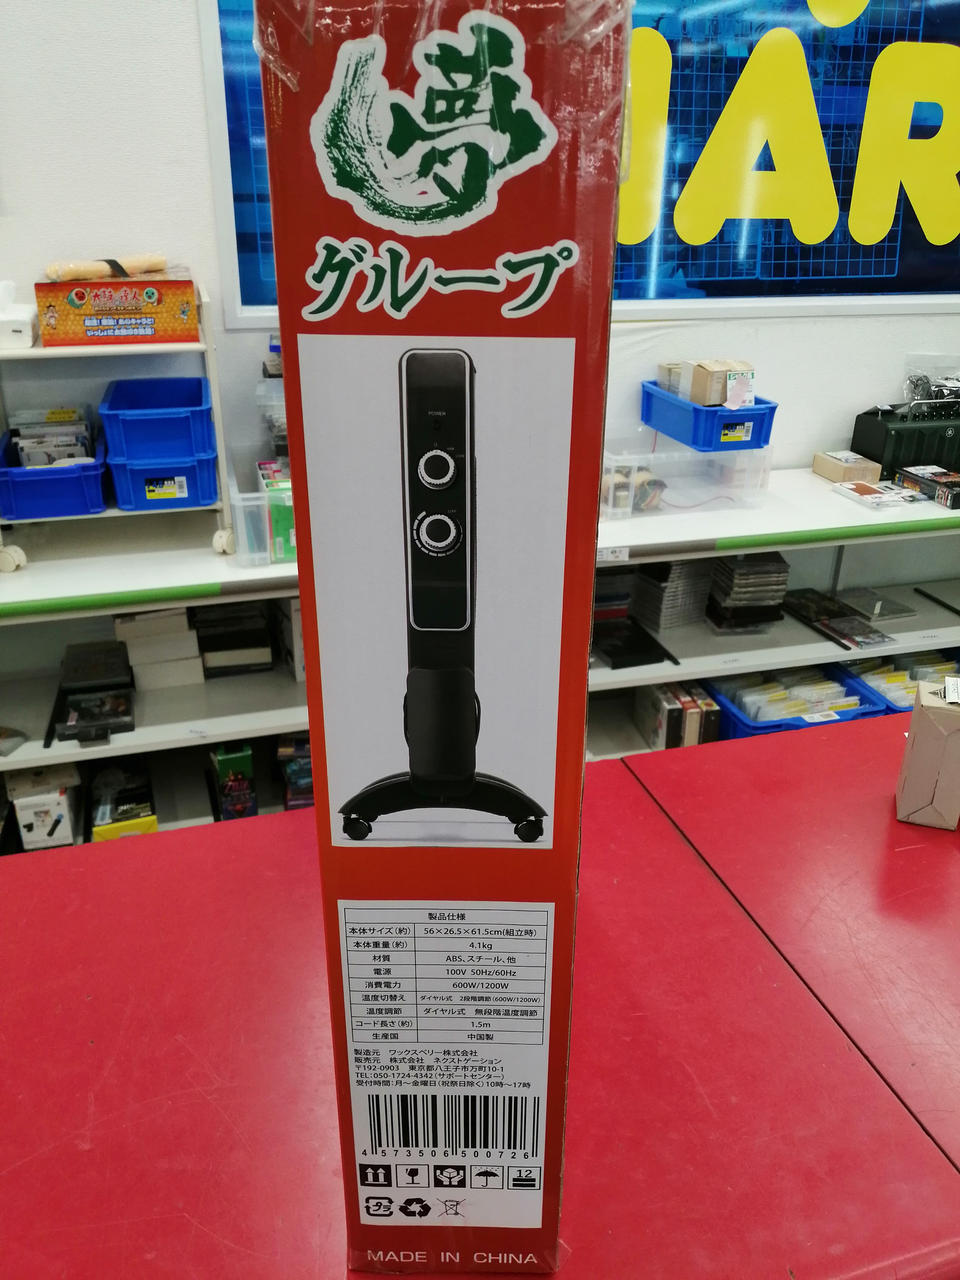 夢
グループ
HAR
太鼓の達人
POWER
製品仕様
本体サイズ(約) 56×26.5×61.5cm(組立時)
本体重量(約) 4.1kg
材質 ABS、スチール、他
電源 100V 50Hz/60Hz
消費電力 600W/1200W
温度切替え ダイヤル式 2段階調節(600W/1200W)
温度調節 ダイヤル式 無段階温度調節
コード長さ(約) 1.5m
生産国 中国製
製造元 ワックスベリー株式会社
販売元 株式会社 ネクストゲーション
〒192-0903 東京都八王子市万町10-1
TEL:050-1724-4342(サポートセンター)
受付時間:月～金曜日(祝祭日除く)10時～17時
4 573506 500726
12
プラ
MADE IN CHINA